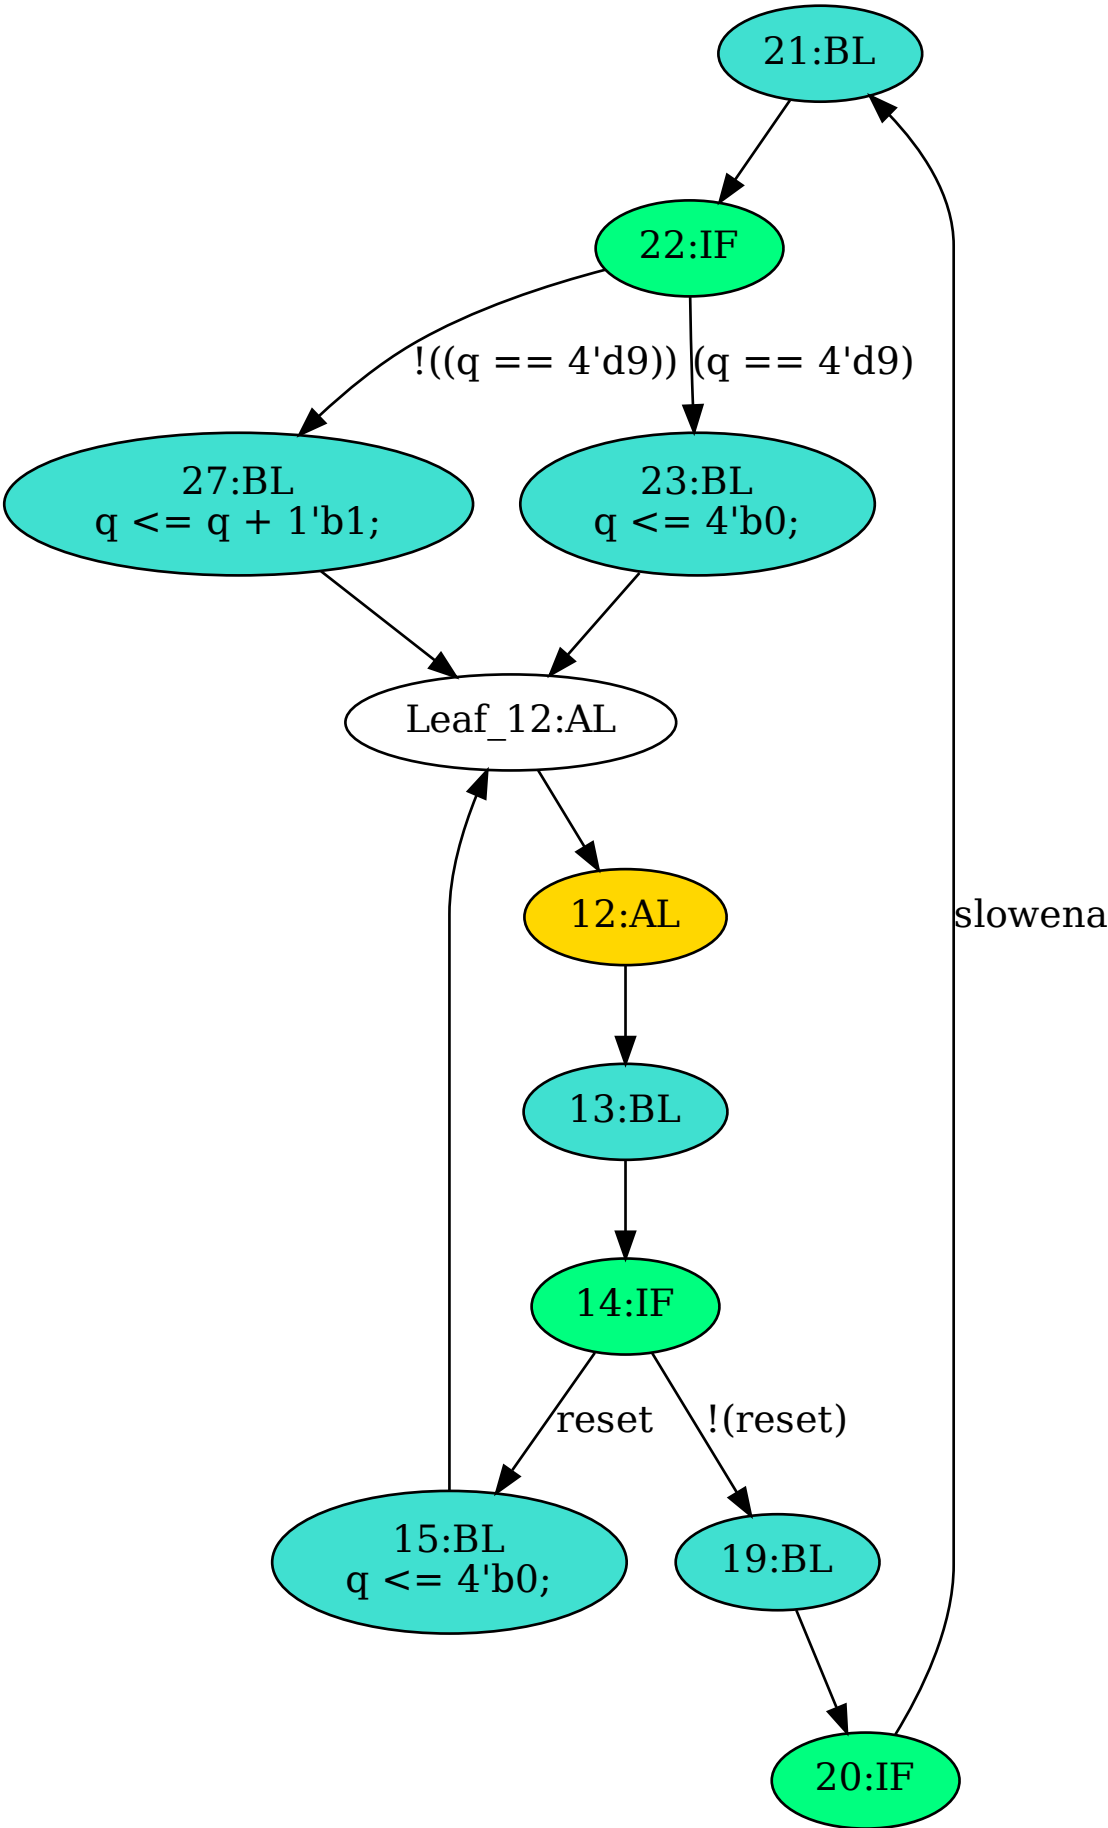 21:BL
22:IF
!((q == 4'd9))
(q == 4'd9)
27:BL
q <= q + 1'b1;
23:BL
q <= 4'b0;
Leaf_12:AL
12:AL
slowena
13:BL
14:IF
reset
!(reset)
15:BL
q <= 4'b0;
19:BL
20:IF